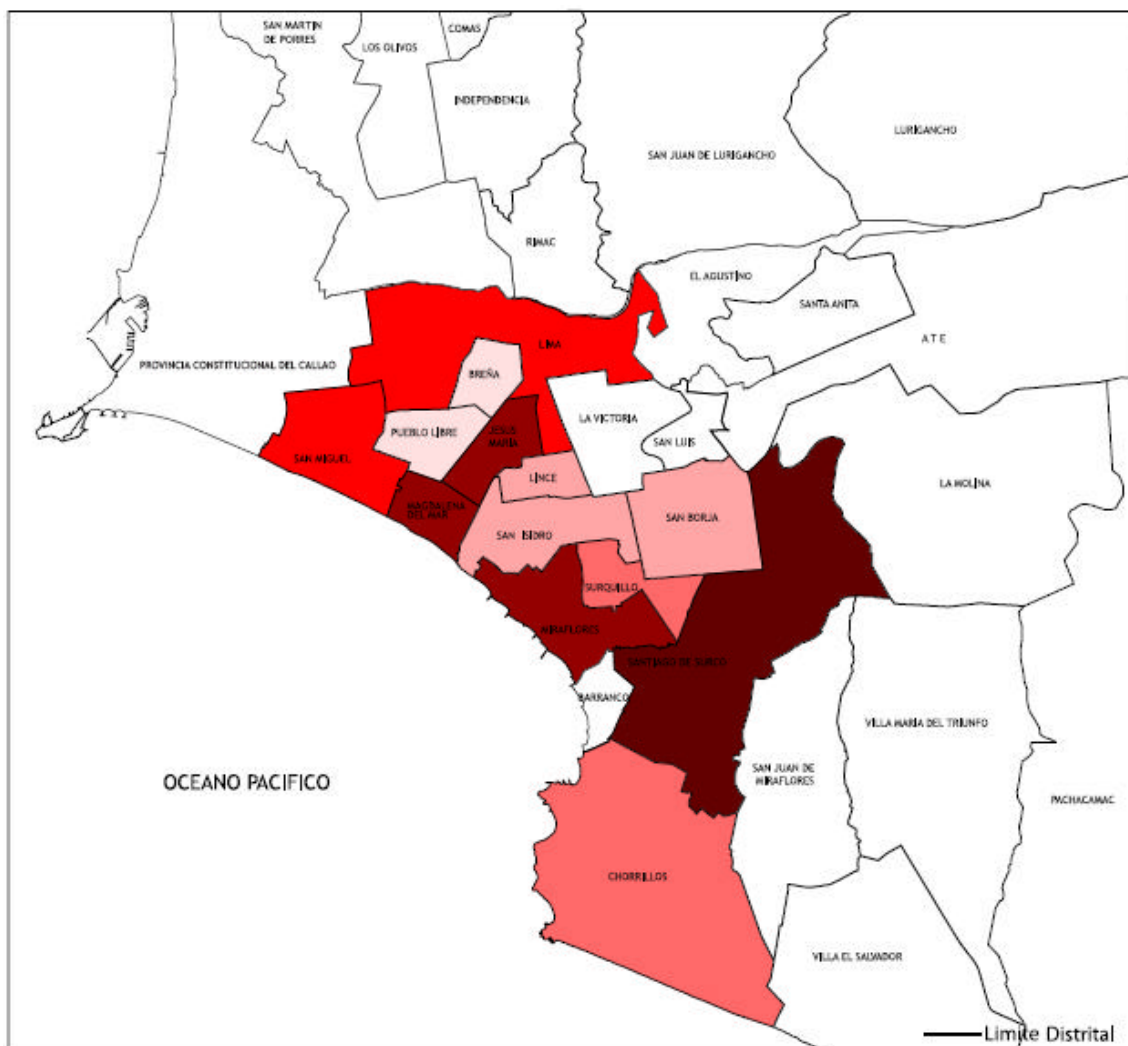 SAN MARTIN
DE PORRES
COMAS
LOS OLIVOS
INDEPENDENCIA
LURIGANCHO
SAN JUAN DE LURIGANCHO
RIMAC
EL AGUSTINO
SANTA ANITA
ATE
LIMA
PROVINCIA CONSTITUCIONAL DEL CALLAO
BREÑA
LA VICTORIA
PUEBLO LIBRE
JESUS
MARIA
SAN LUIS
SAN MIGUEL
LINCE
LA MOLINA
MAGDALENA
DEL MAR
SAN BORJA
SAN ISIDRO
SURQUILLO
MIRAFLORES
SANTIAGO DE SURCO
BARRANCO
VILLA MARIA DEL TRIUNFO
SAN JUAN DE
MIRAFLORES
OCEANO PACIFICO
PACHACAMAC
CHORRILLOS
VILLA EL SALVADOR
Limite Distrital